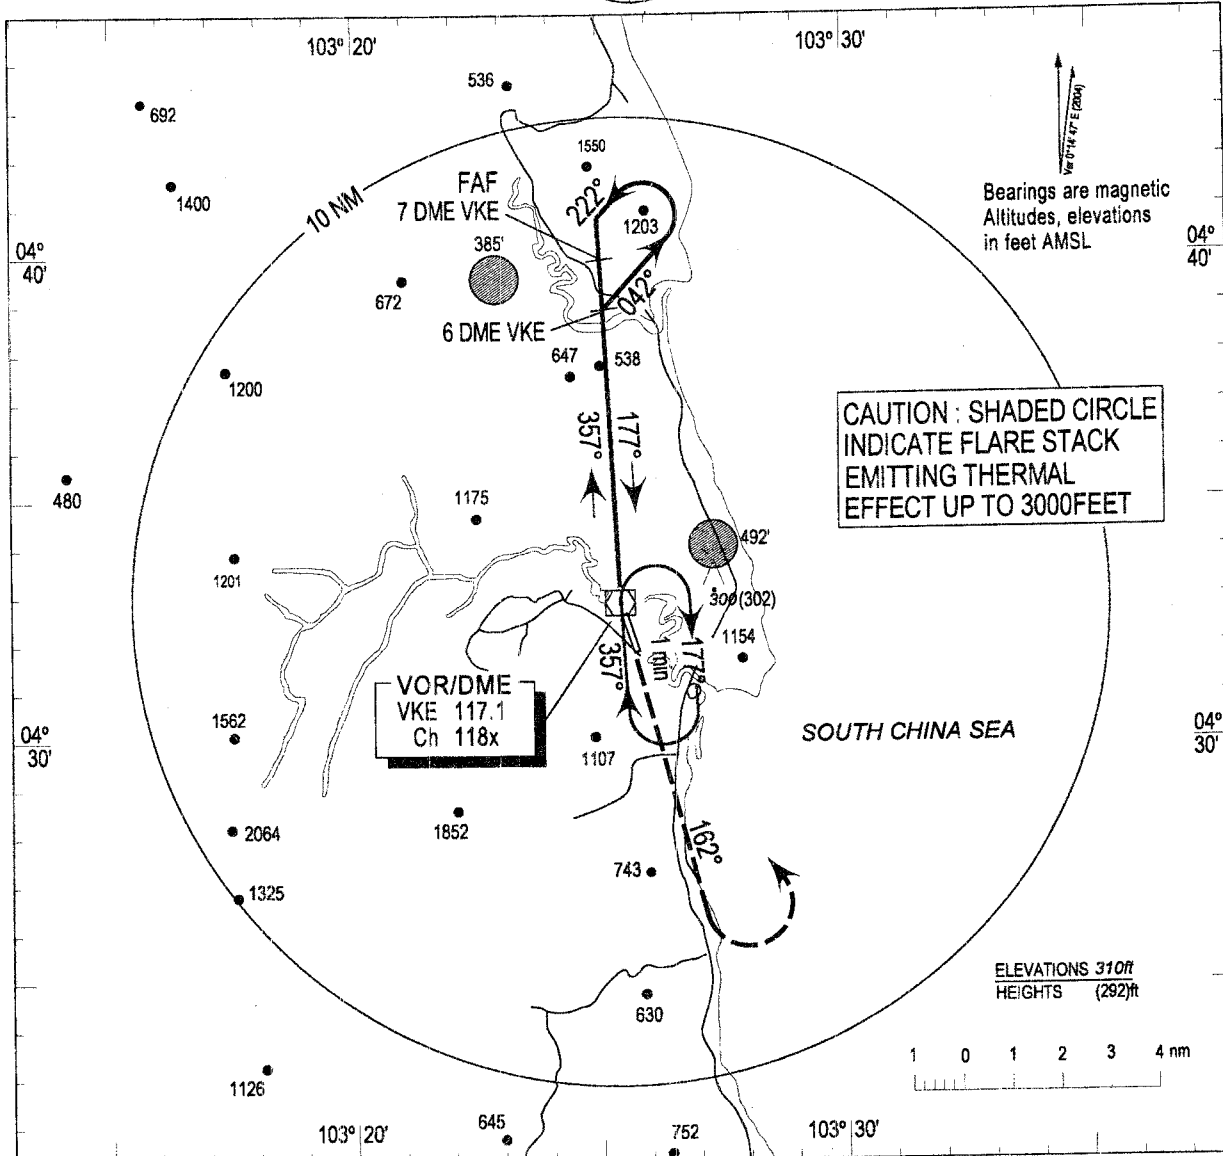 103° 20'
103° 30'
536
692
1550
Var 0°14'47" E (2004)
Bearings are magnetic
Altitudes, elevations
in feet AMSL
1400
10 NM
FAF
7 DME VKE
222°
1203
385'
04°
40'
04°
40'
672
042°
6 DME VKE
647
538
1200
CAUTION : SHADED CIRCLE
INDICATE FLARE STACK
EMITTING THERMAL
EFFECT UP TO 3000FEET
357°
177°
480
1175
492'
1201
300(302)
1154
357°
1 min
177°
VOR/DME
VKE 117.1
Ch 118x
1562
04°
30'
1107
SOUTH CHINA SEA
04°
30'
2064
1852
162°
743
1325
ELEVATIONS 310ft
HEIGHTS (292)ft
630
1 0 1 2 3 4 nm
1126
645
752
103° 20'
103° 30'